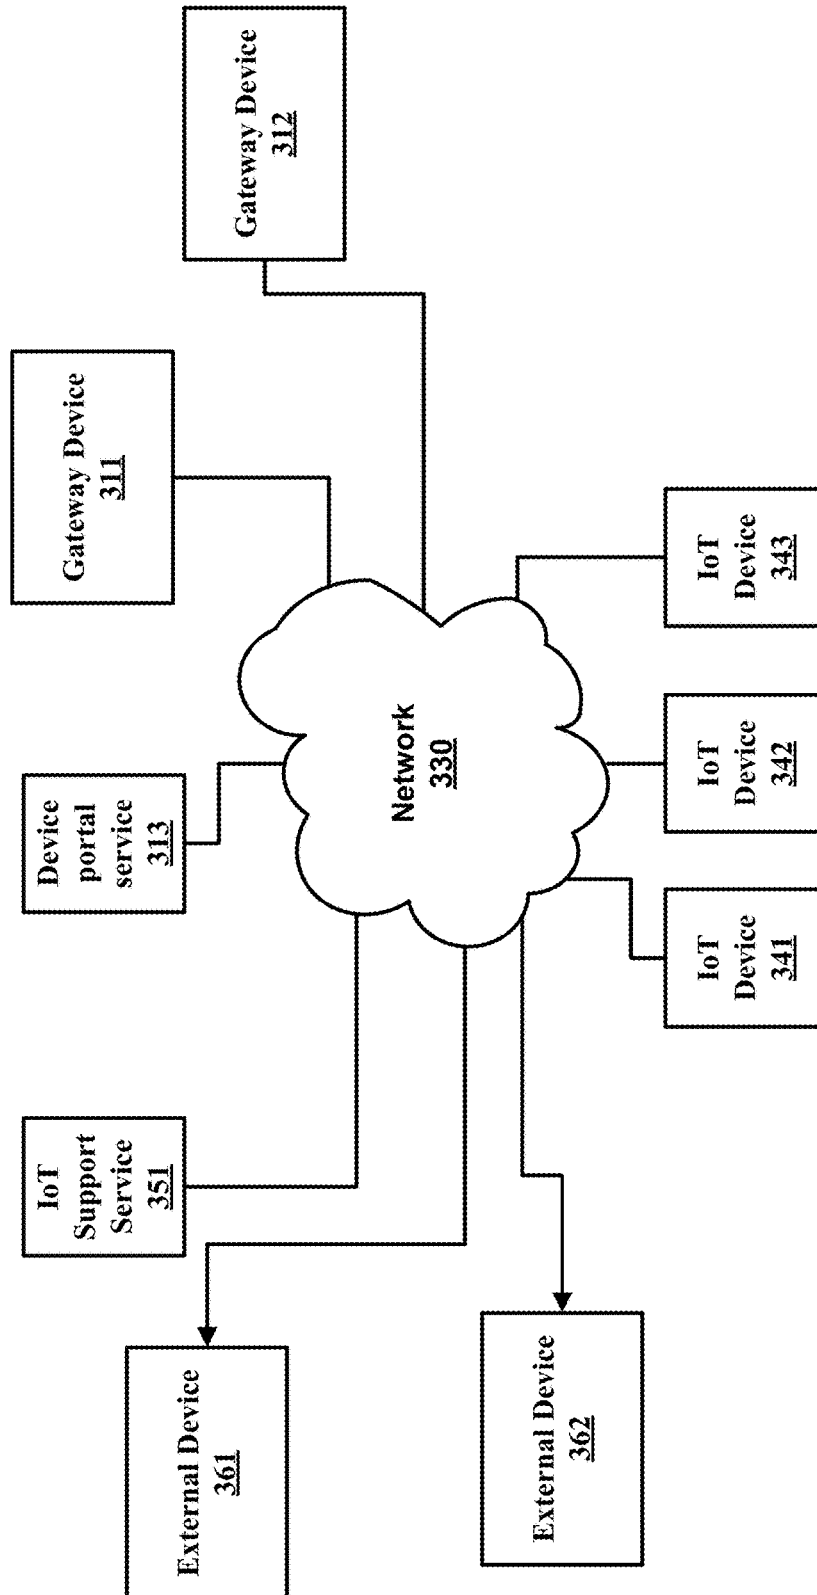 External Device
361
IoT
Support
Service
351
Device
portal
service
313
Gateway Device
311
Gateway Device
312
Network
330
External Device
362
IoT
Device
341
IoT
Device
342
IoT
Device
343